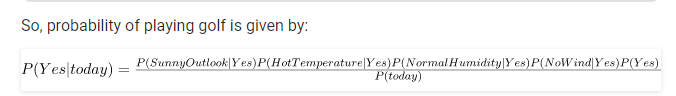 So, probability of playing golf is given by:
P(Yes|today) = P(SunnyOutlook|Yes)P(HotTemperature|Yes)P(NormalHumidity|Yes)P(NoWind|Yes)P(Yes)
P(today)